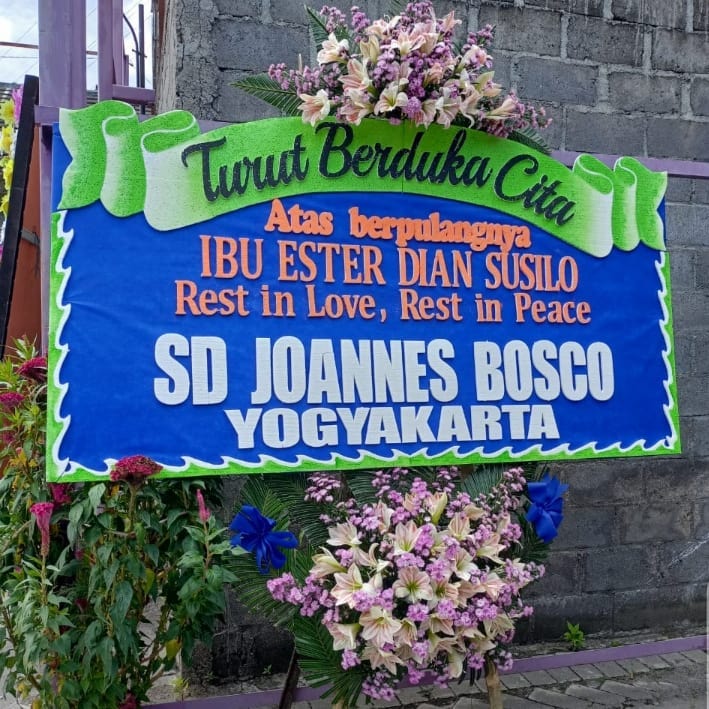 Turut Berduka Cita
Atas berpulangnya
IBU ESTER DIAN SUSILO
Rest in Love, Rest in Peace
SD JOANNES BOSCO
YOGYAKARTA